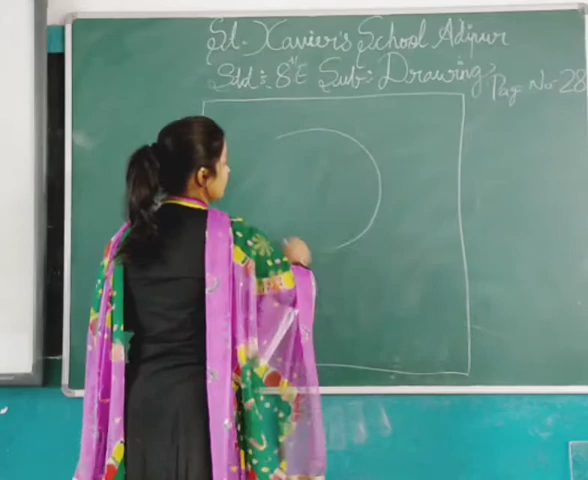 St. Xavier's School Adipur
Std : 8th E Sub : Drawing, Page No-28